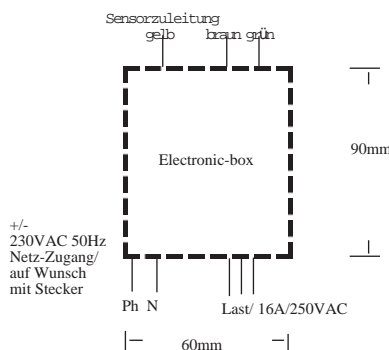 Sensorzuleitung
gelb braun grün
Electronic-box
90mm
+/-
230VAC 50Hz
Netz-Zugang/
auf Wunsch
mit Stecker
Ph N Last/ 16A/250VAC
60mm